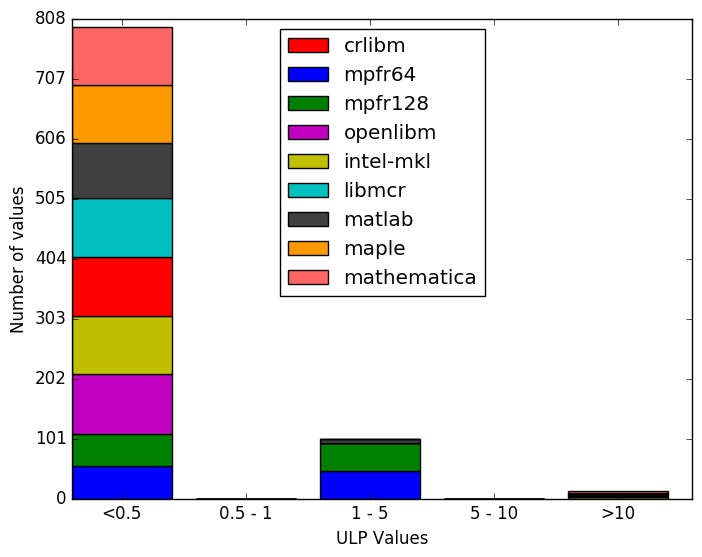 808
707
606
505
404
303
202
101
0
Number of values
crlibm
mpfr64
mpfr128
openlibm
intel-mkl
libmcr
matlab
maple
mathematica
<0.5
0.5 - 1
1 - 5
5 - 10
>10
ULP Values